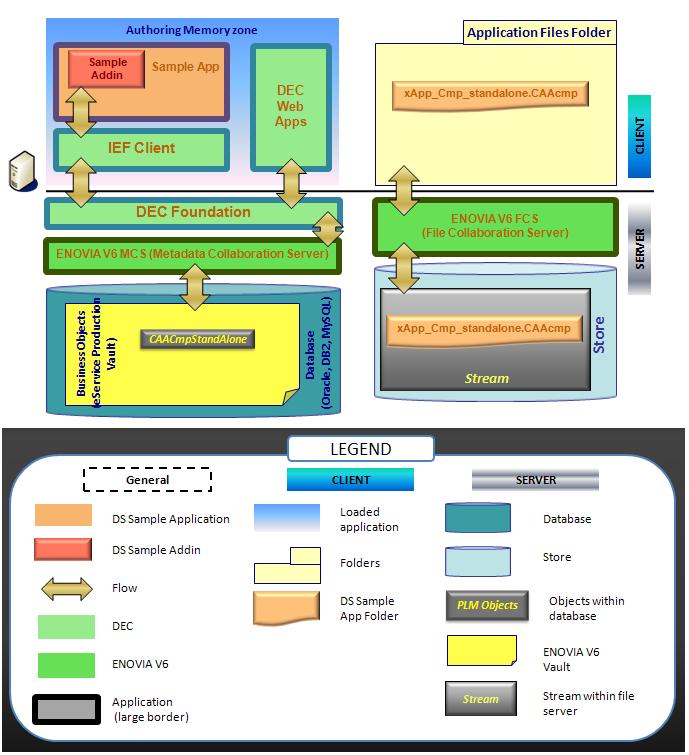 Authoring Memory zone
Sample
Addin
Sample App
IEF Client
DEC
Web
Apps
Application Files Folder
xApp_Cmp_standalone.CAAcmp
CLIENT
DEC Foundation
ENOVIA V6 MCS (Metadata Collaboration Server)
ENOVIA V6 FCS
(File Collaboration Server)
SERVER
Business Objects
(eService Production
Vault)
CAACmpStandAlone
Database
(Oracle, DB2, MySQL)
xApp_Cmp_standalone.CAAcmp
Stream
Store
LEGEND
General
DS Sample Application
DS Sample Addin
Flow
DEC
ENOVIA V6
Application
(large border)
CLIENT
Loaded
application
Folders
DS Sample
App Folder
SERVER
Database
Store
PLM Objects
Objects within
database
ENOVIA V6
Vault
Stream
Stream within file
server